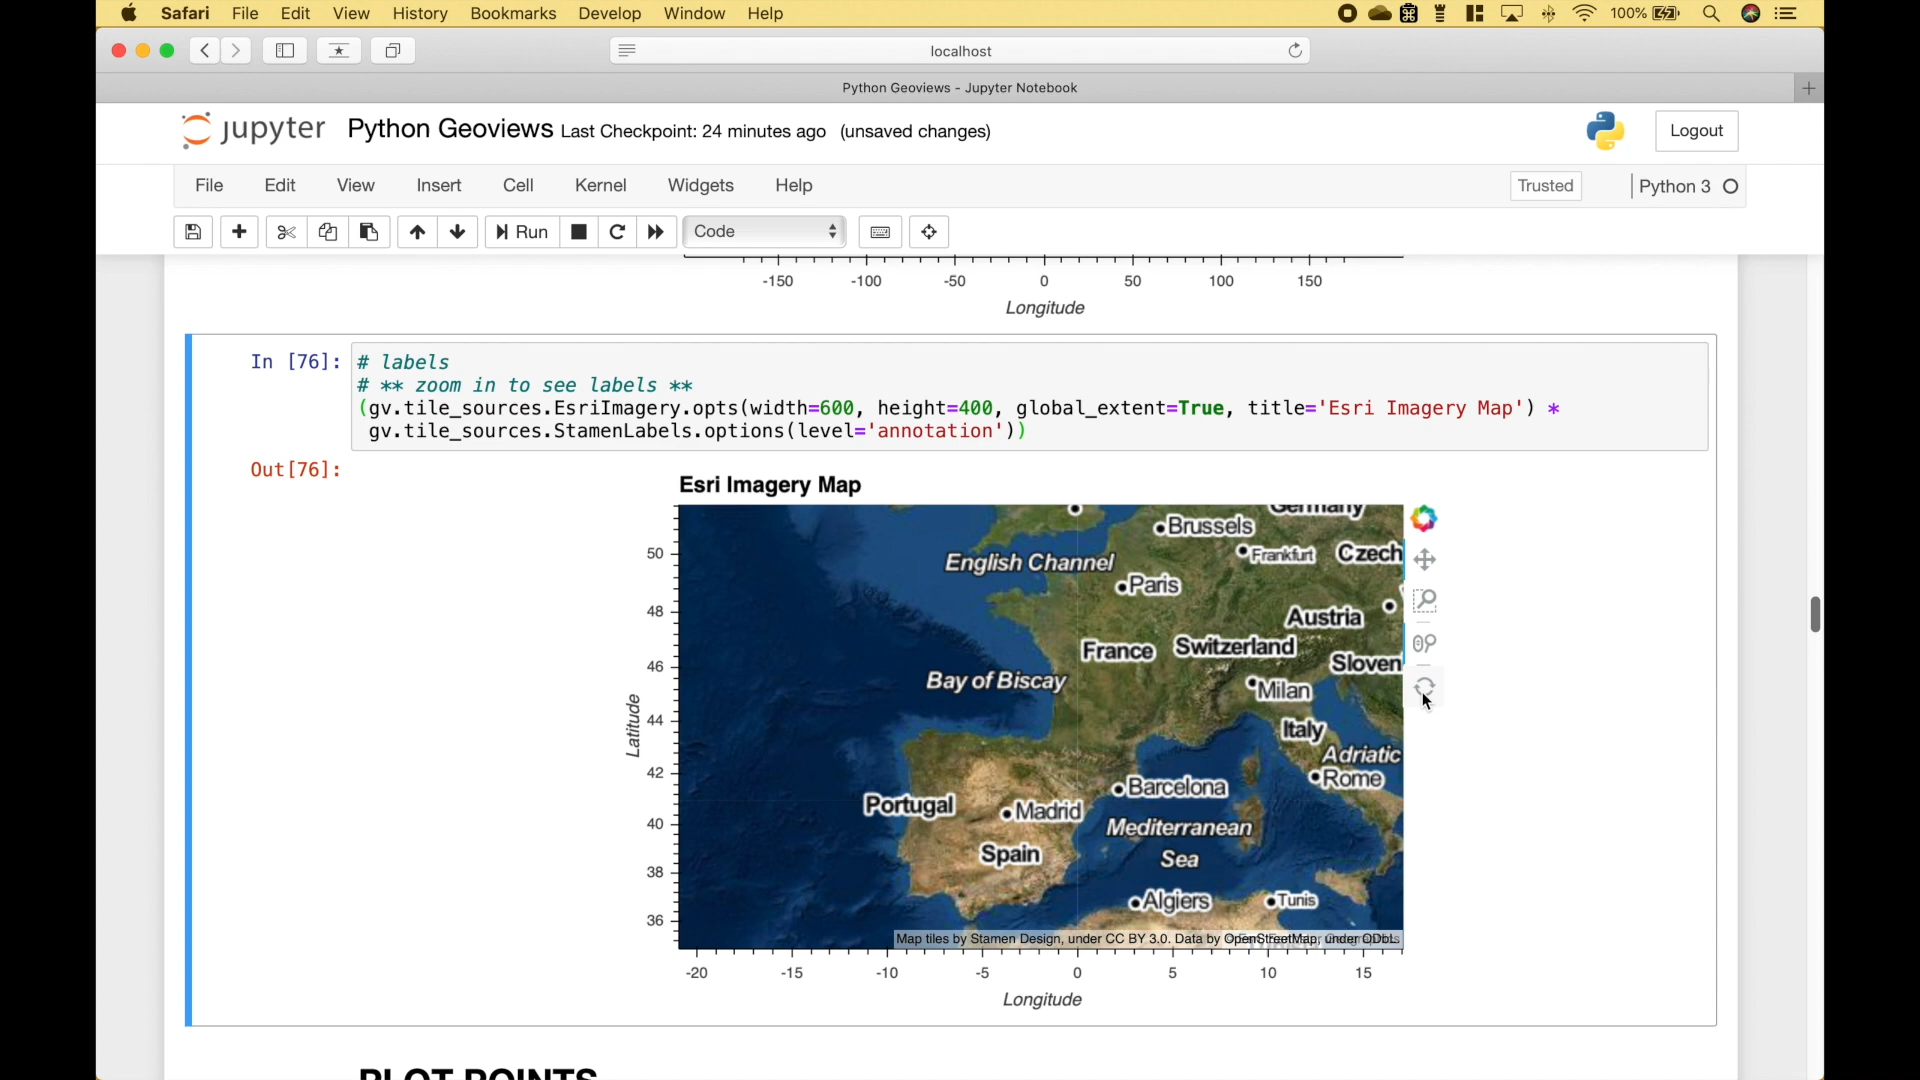 Safari File Edit View History Bookmarks Develop Window Help 100%
localhost
Python Geoviews - Jupyter Notebook
jupyter Python Geoviews Last Checkpoint: 24 minutes ago (unsaved changes) Logout
File Edit View Insert Cell Kernel Widgets Help Trusted Python 3
Run Code
-150 -100 -50 0 50 100 150
Longitude
In [76]: # labels
# ** zoom in to see labels **
(gv.tile_sources.EsriImagery.opts(width=600, height=400, global_extent=True, title='Esri Imagery Map') *
gv.tile_sources.StamenLabels.options(level='annotation'))
Out[76]:
Esri Imagery Map
Germany
Brussels
50
English Channel
Frankfurt Czech
Paris
48
Austria
France Switzerland
46
Sloven
Bay of Biscay
Milan
Latitude
44
Italy
Adriatic
42
Rome
Barcelona
Portugal
Madrid
40
Mediterranean
Spain
Sea
38
Algiers Tunis
36
Map tiles by Stamen Design, under CC BY 3.0. Data by OpenStreetMap, under ODbL.
-20 -15 -10 -5 0 5 10 15
Longitude
PLOT POINTS